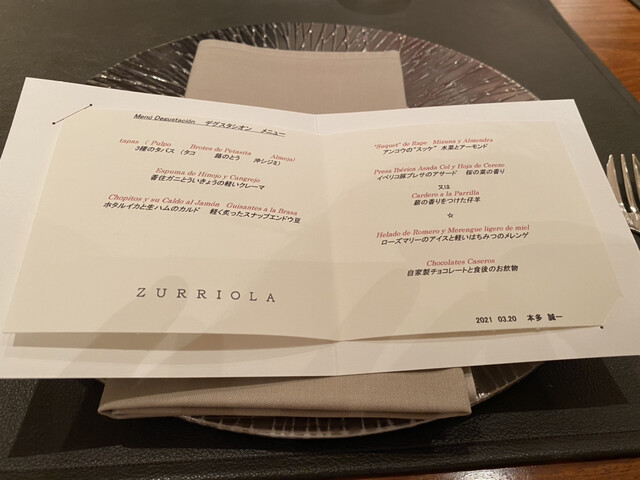 Menú Degustación デグスタシオン メニュー
tapas ( Pulpo Brotes de Petasita Almeja)
3種のタパス （タコ 蕗のとう 沖シジミ）
Espuma de Hinojo y Cangrejo
香住ガニとういきょうの軽いクレーマ
Chopitos y su Caldo al Jamón Guisantes a la Brasa
ホタルイカと生ハムのカルド 軽く炙ったスナップエンドウ豆
ZURRIOLA
"Suquet" de Rape Mizuna y Almendra
アンコウの"スッケ" 水菜とアーモンド
Presa Ibérica Asada Col y Hoja de Cerezo
イベリコ豚プレサのアサード 桜の葉の香り
又は
Cordero a la Parrilla
薪の香りをつけた仔羊
☆
Helado de Romero y Merengue ligero de miel
ローズマリーのアイスと軽いはちみつのメレンゲ
Chocolates Caseros
自家製チョコレートと食後のお飲物
2021 03.20 本多 誠一